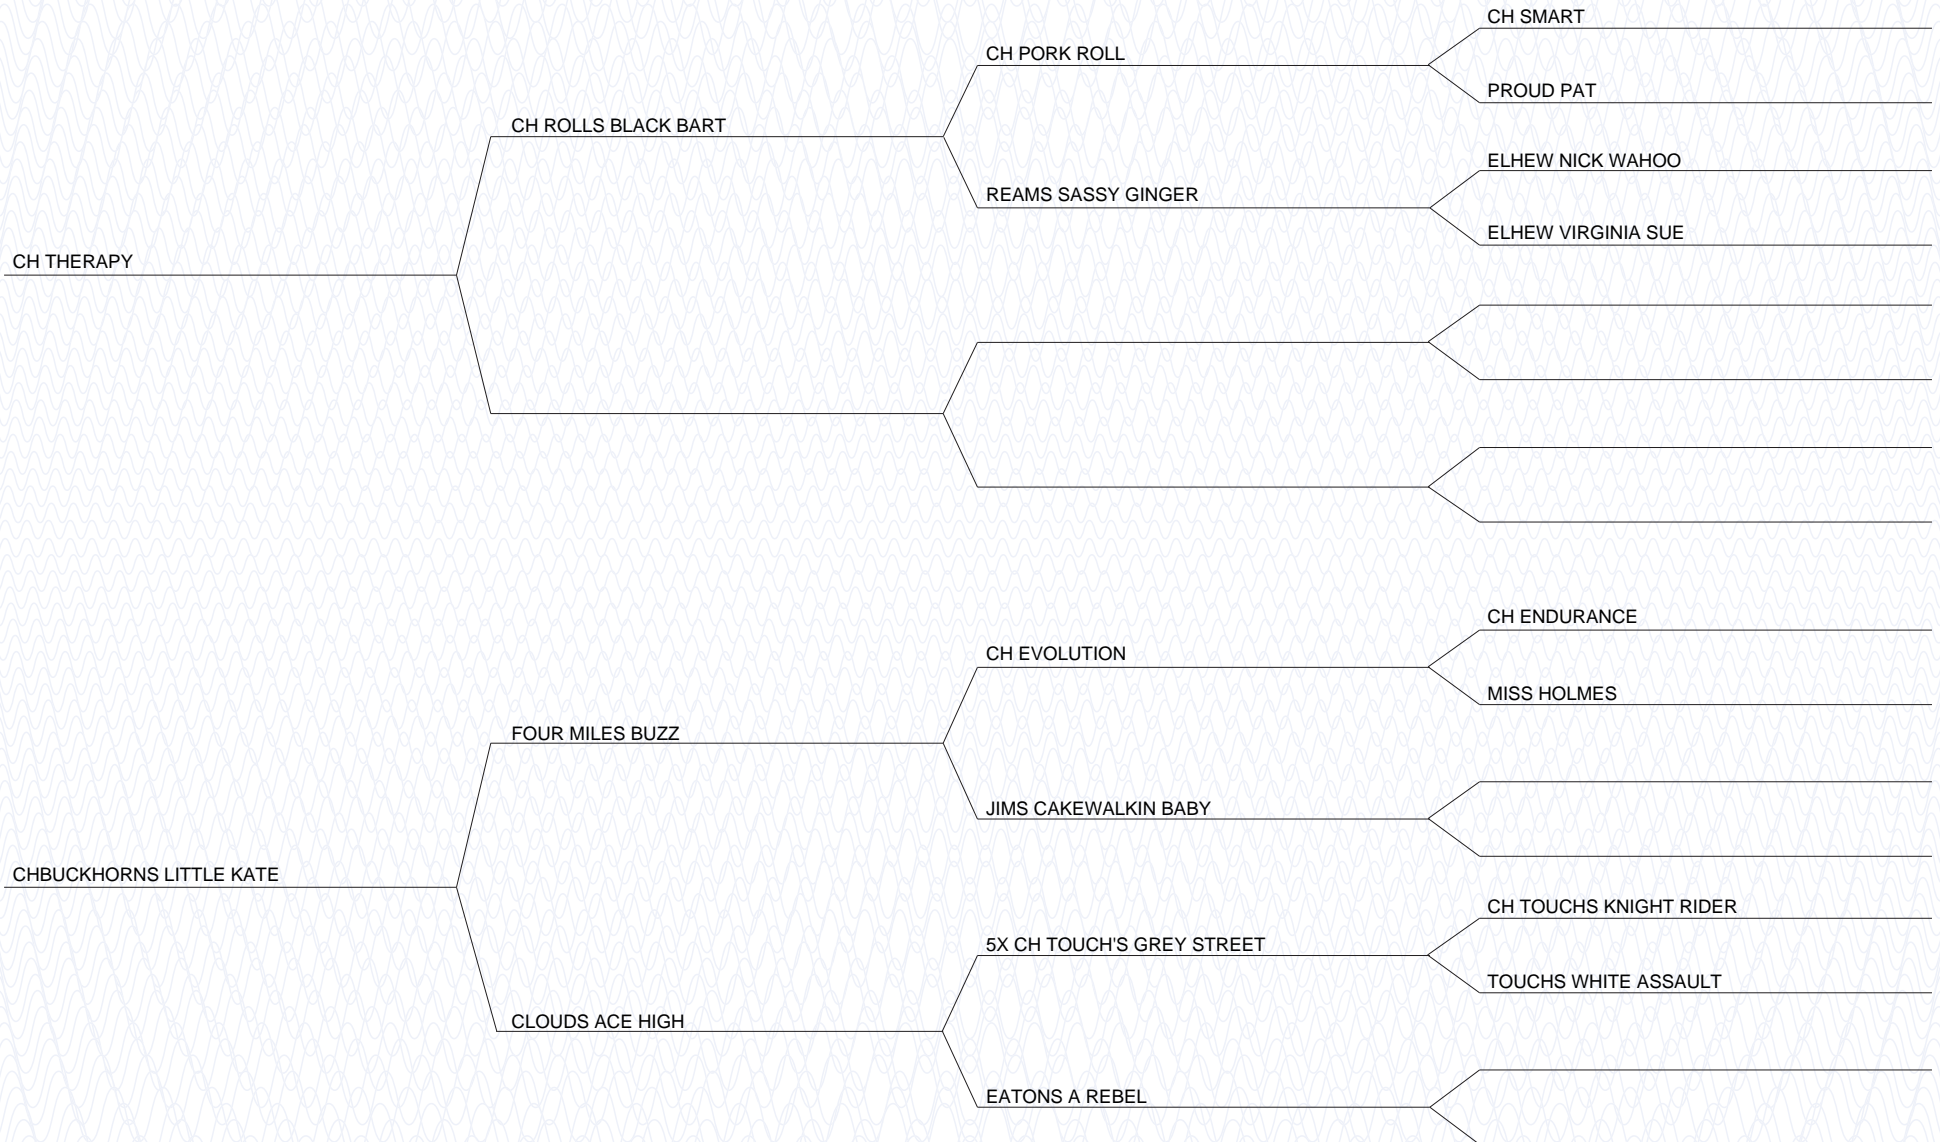 CH SMART
CH PORK ROLL
PROUD PAT
CH ROLLS BLACK BART
ELHEW NICK WAHOO
REAMS SASSY GINGER
ELHEW VIRGINIA SUE
CH THERAPY
CH ENDURANCE
CH EVOLUTION
MISS HOLMES
FOUR MILES BUZZ
JIMS CAKEWALKIN BABY
CHBUCKHORNS LITTLE KATE
CH TOUCHS KNIGHT RIDER
5X CH TOUCH'S GREY STREET
TOUCHS WHITE ASSAULT
CLOUDS ACE HIGH
EATONS A REBEL